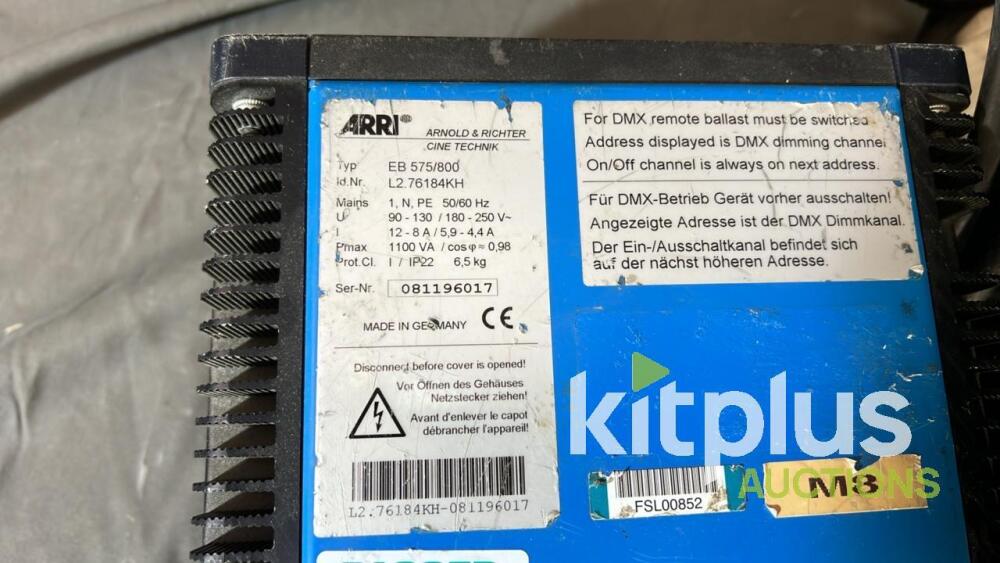 ARRI®
ARNOLD & RICHTER
CINE TECHNIK
Typ EB 575/800
Id.Nr. L2.76184KH
Mains 1, N, PE 50/60 Hz
U 90 - 130 / 180 - 250 V~
I 12 - 8 A / 5,9 - 4,4 A
Pmax 1100 VA / cos φ ≈ 0,98
Prot.Cl. I / IP22 6,5 kg
Ser-Nr. 081196017
MADE IN GERMANY CE
Disconnect before cover is opened!
Vor Öffnen des Gehäuses
Netzstecker ziehen!
Avant d'enlever le capot
débrancher l'appareil!
L2.76184KH-081196017
For DMX remote ballast must be switched
Address displayed is DMX dimming channel
On/Off channel is always on next address.
Für DMX-Betrieb Gerät vorher ausschalten!
Angezeigte Adresse ist der DMX Dimmkanal.
Der Ein-/Ausschaltkanal befindet sich
auf der nächst höheren Adresse.
kitplus
AUCTIONS
FSL00852
M8